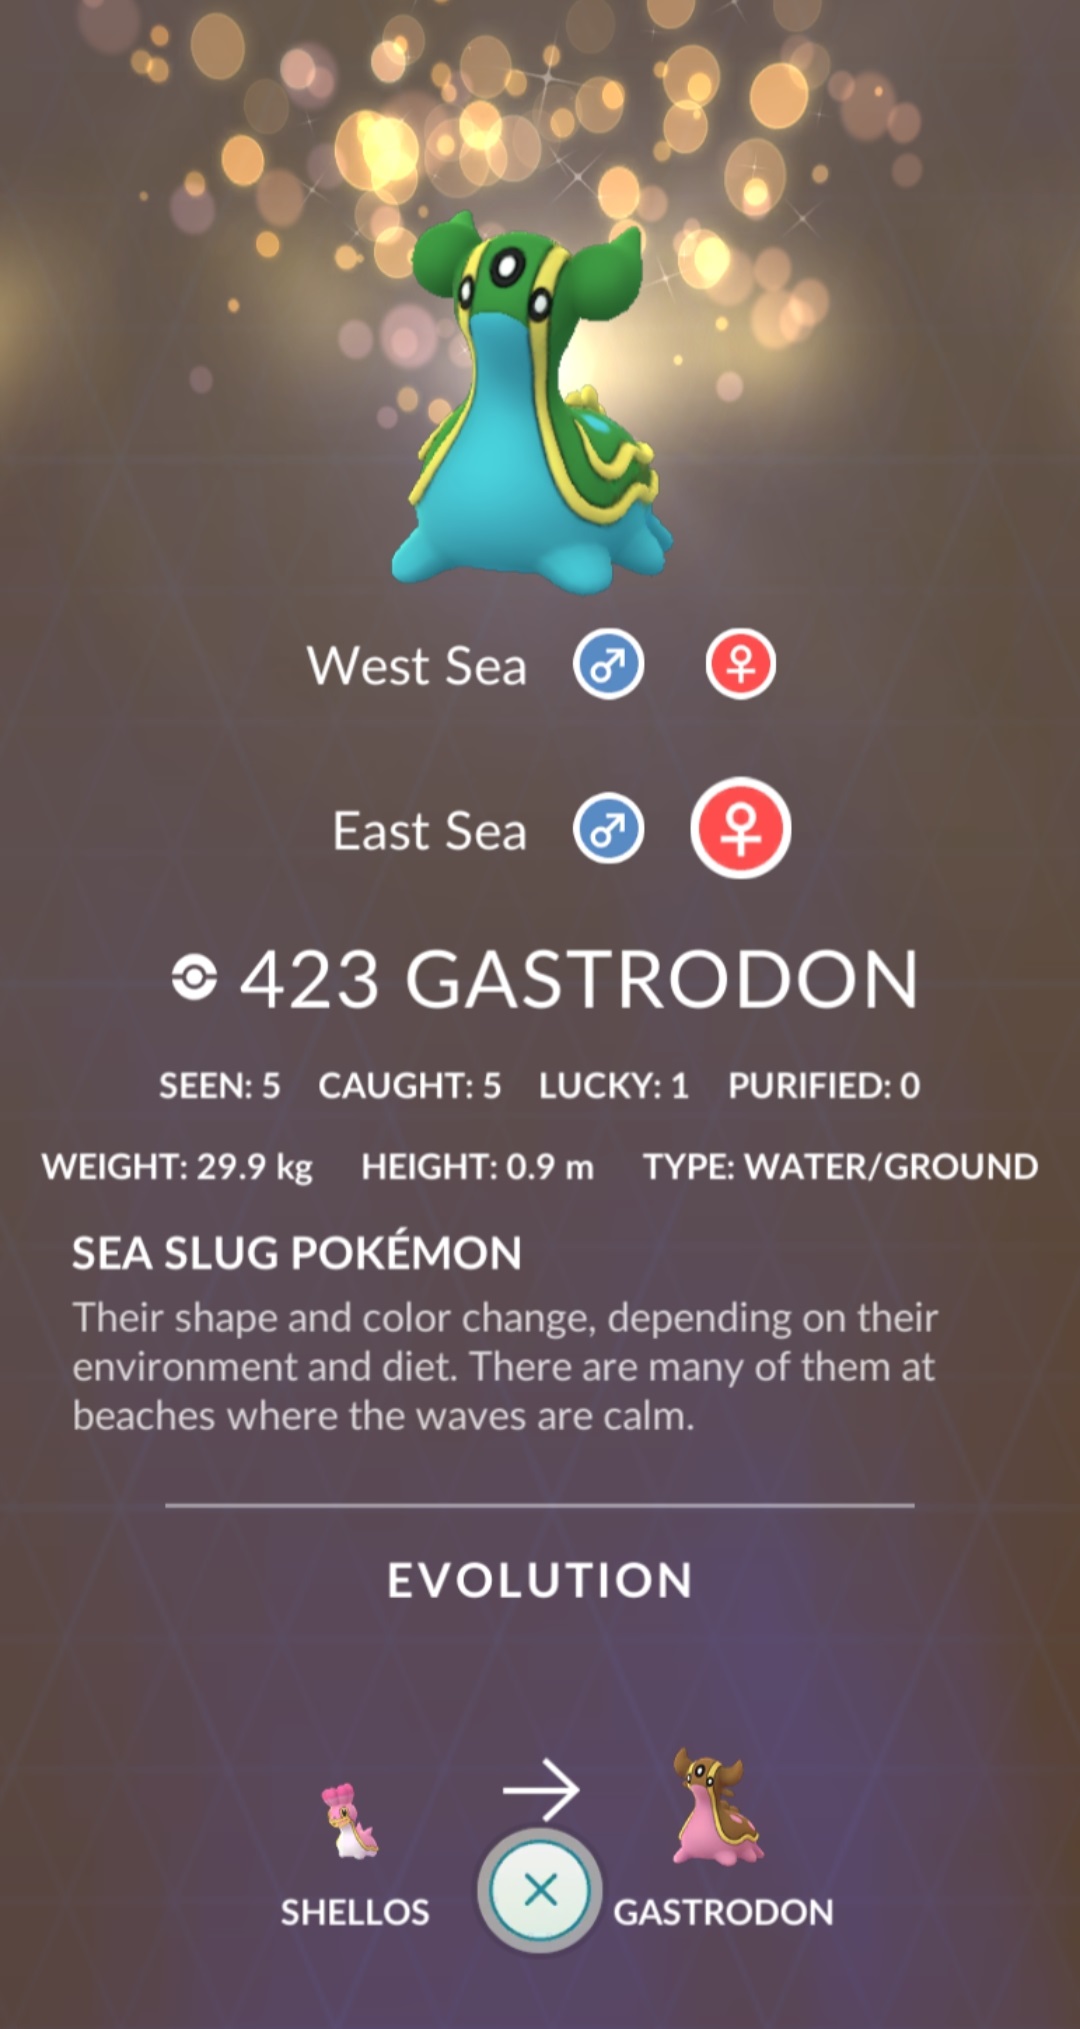 West Sea
East Sea
423 GASTRODON
SEEN: 5 CAUGHT: 5 LUCKY: 1 PURIFIED: 0
WEIGHT: 29.9 kg HEIGHT: 0.9 m TYPE: WATER/GROUND
SEA SLUG POKÉMON
Their shape and color change, depending on their
environment and diet. There are many of them at
beaches where the waves are calm.
EVOLUTION
SHELLOS GASTRODON